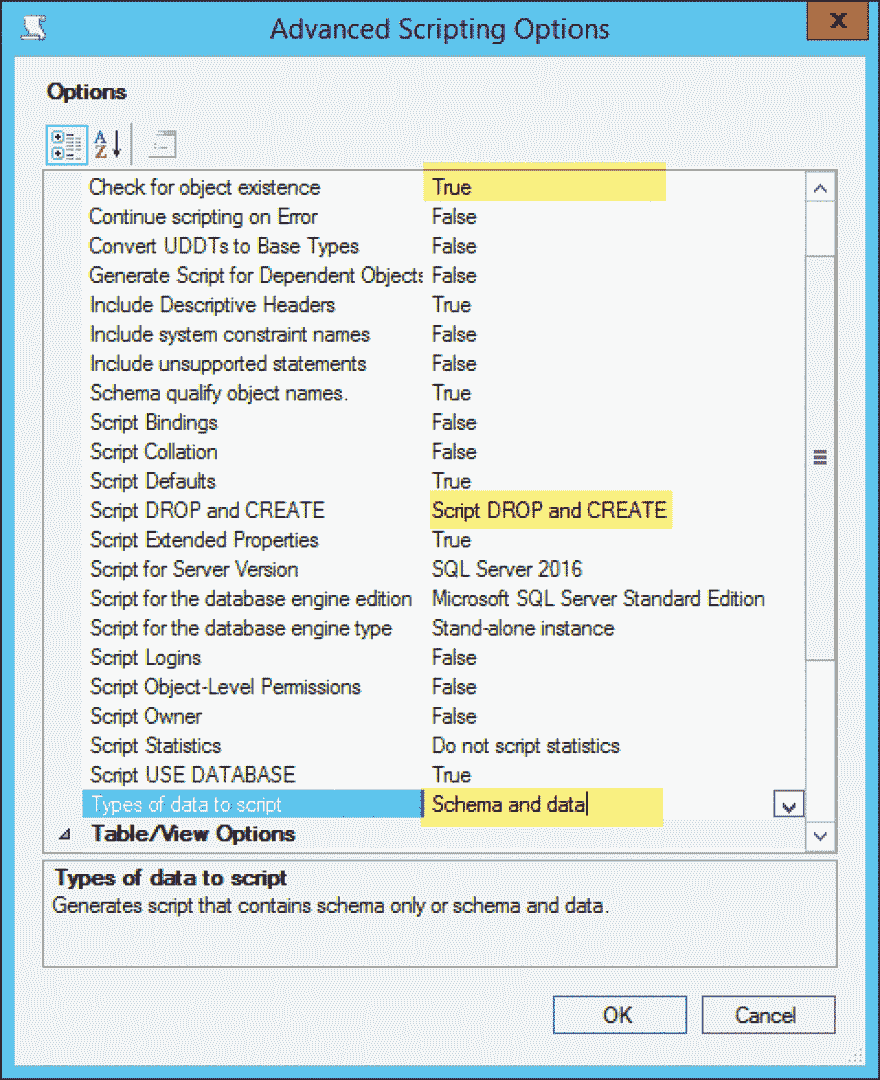 Advanced Scripting Options
x
Options
A
Z
Check for object existence True
Continue scripting on Error False
Convert UDDTs to Base Types False
Generate Script for Dependent Objects False
Include Descriptive Headers True
Include system constraint names False
Include unsupported statements False
Schema qualify object names. True
Script Bindings False
Script Collation False
Script Defaults True
Script DROP and CREATE Script DROP and CREATE
Script Extended Properties True
Script for Server Version SQL Server 2016
Script for the database engine edition Microsoft SQL Server Standard Edition
Script for the database engine type Stand-alone instance
Script Logins False
Script Object-Level Permissions False
Script Owner False
Script Statistics Do not script statistics
Script USE DATABASE True
Types of data to script Schema and data
Table/View Options
Types of data to script
Generates script that contains schema only or schema and data.
OK Cancel